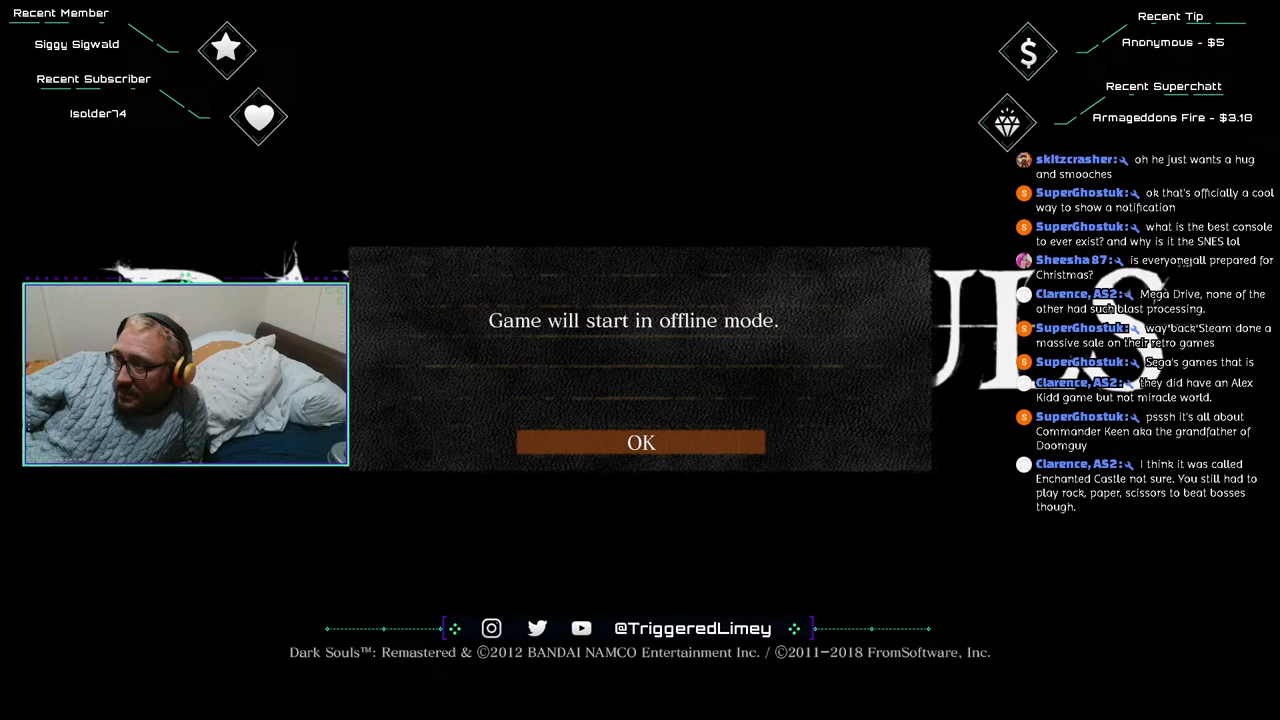 Recent Member
Siggy Sigwald
Recent Subscriber
Isolder74
Recent Tip
Anonymous - $5
Recent Superchatt
Armageddons Fire - $3.18
skitzcrasher: oh he just wants a hug
and smooches
SuperGhostuk: ok that's officially a cool
way to show a notification
SuperGhostuk: what is the best console
to ever exist? and why is it the SNES lol
Sheesha 87: is everyone all prepared for
Christmas?
Clarence, AS2: Mega Drive, none of the
other had such blast processing.
SuperGhostuk: way back Steam done a
massive sale on their retro games
SuperGhostuk: Sega's games that is
Clarence, AS2: they did have an Alex
Kidd game but not miracle world.
SuperGhostuk: psssh it's all about
Commander Keen aka the grandfather of
Doomguy
Clarence, AS2: I think it was called
Enchanted Castle not sure. You still had to
play rock, paper, scissors to beat bosses
though.
Game will start in offline mode.
OK
@TriggeredLimey
Dark Souls™: Remastered & ©2012 BANDAI NAMCO Entertainment Inc. / ©2011-2018 FromSoftware, Inc.